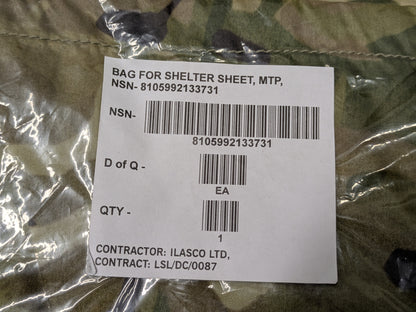 BAG FOR SHELTER SHEET, MTP,
NSN- 8105992133731
NSN-
8105992133731
D of Q -
EA
QTY -
1
CONTRACTOR: ILASCO LTD,
CONTRACT: LSL/DC/0087